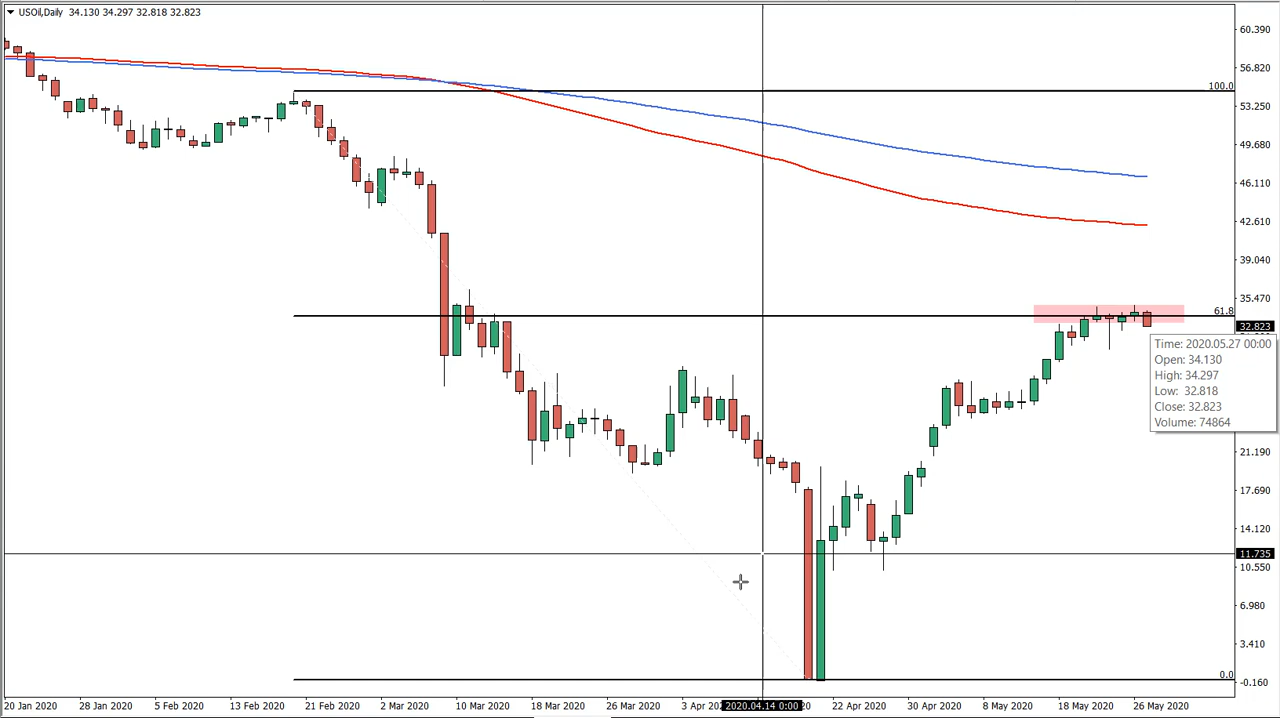 USOil,Daily 34.130 34.297 32.818 32.823
60.390
56.820
100.0
53.250
49.680
46.110
42.610
39.040
35.470
61.8
32.823
Time: 2020.05.27 00:00
Open: 34.130
High: 34.297
Low: 32.818
Close: 32.823
Volume: 74864
21.190
17.690
14.120
11.735
10.550
6.980
3.410
0.0
-0.160
20 Jan 2020 28 Jan 2020 5 Feb 2020 13 Feb 2020 21 Feb 2020 2 Mar 2020 10 Mar 2020 18 Mar 2020 26 Mar 2020 3 Apr 2020.04.14 0:00 22 Apr 2020 30 Apr 2020 8 May 2020 18 May 2020 26 May 2020